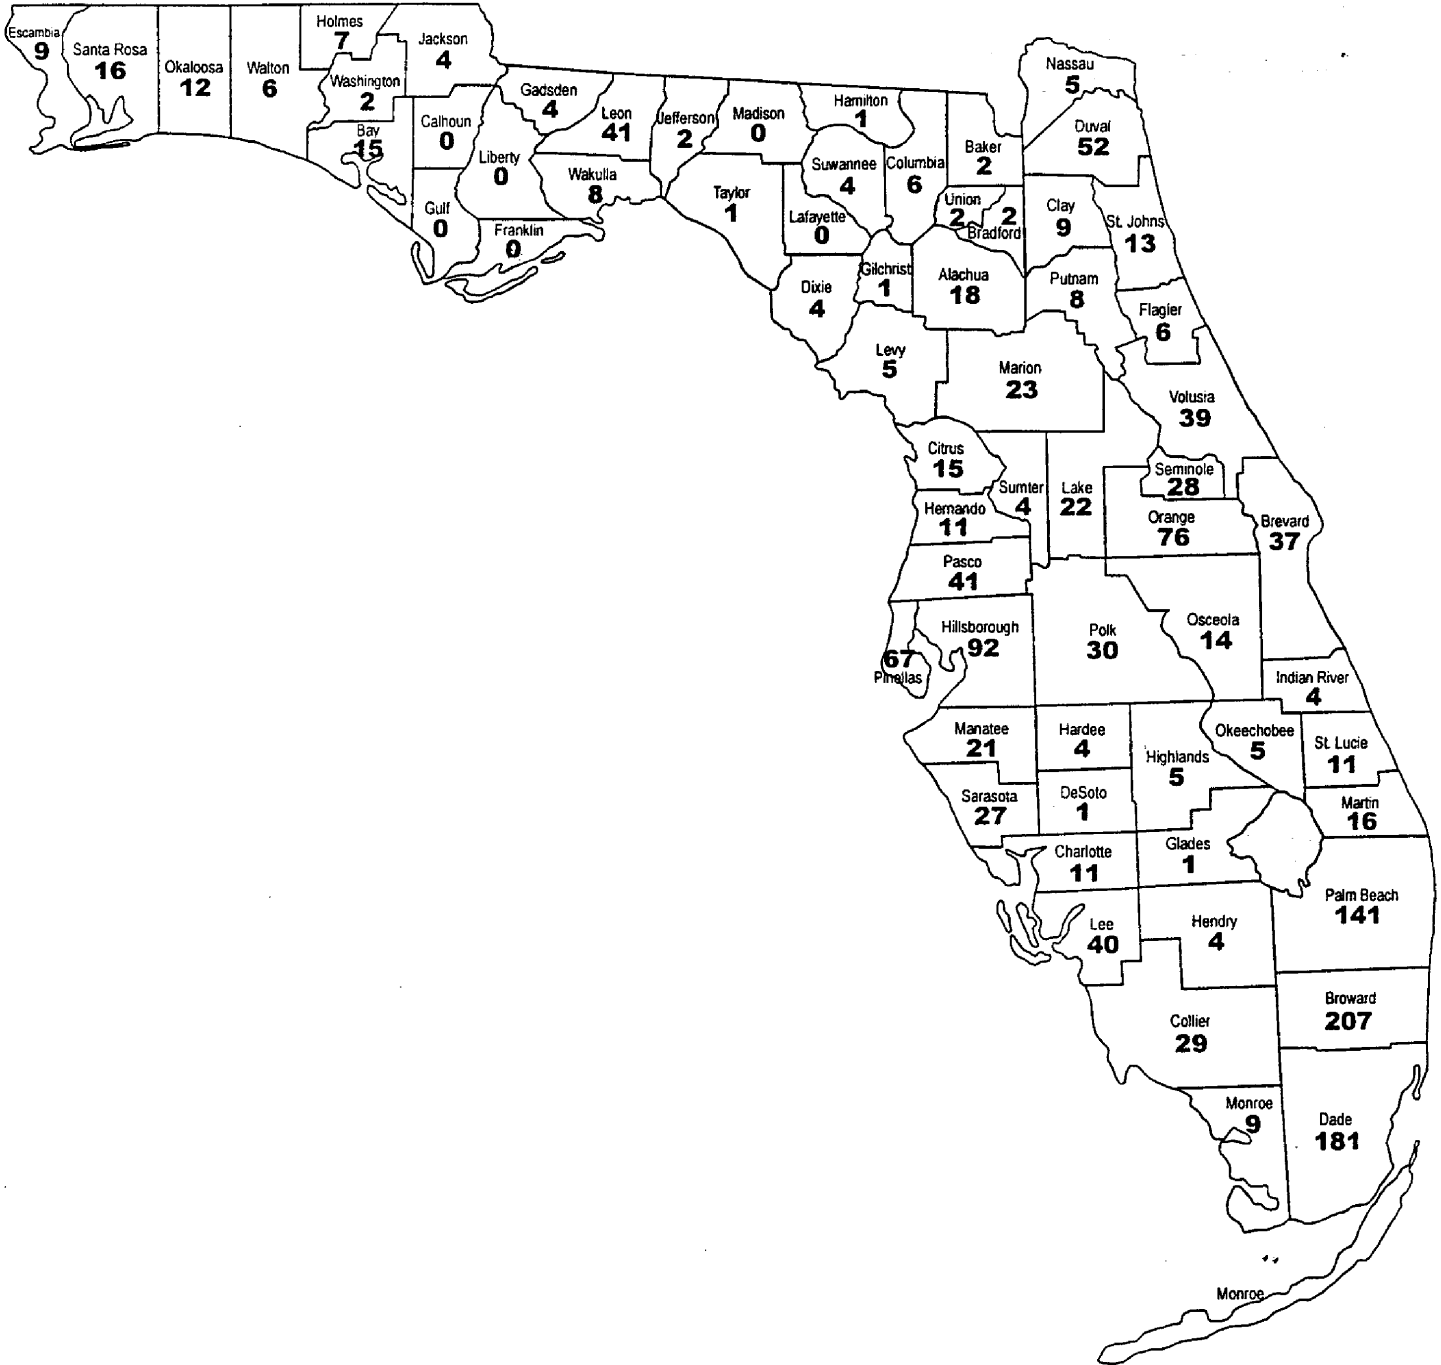 Escambia
9
Santa Rosa
16
Okaloosa
12
Walton
6
Holmes
7
Washington
2
Jackson
4
Bay
15
Calhoun
0
Gulf
0
Liberty
0
Gadsden
4
Franklin
0
Leon
41
Wakulla
8
Jefferson
2
Madison
0
Taylor
1
Hamilton
1
Suwannee
4
Lafayette
0
Dixie
4
Columbia
6
Gilchrist
1
Baker
2
Union
2
2
Bradford
Nassau
5
Duval
52
Clay
9
St. Johns
13
Alachua
18
Putnam
8
Flagler
6
Levy
5
Marion
23
Volusia
39
Citrus
15
Sumter
4
Lake
22
Seminole
28
Orange
76
Brevard
37
Hernando
11
Pasco
41
Hillsborough
92
67
Pinellas
Polk
30
Osceola
14
Indian River
4
Manatee
21
Hardee
4
Highlands
5
Okeechobee
5
St. Lucie
11
Sarasota
27
DeSoto
1
Martin
16
Charlotte
11
Glades
1
Palm Beach
141
Lee
40
Hendry
4
Broward
207
Collier
29
Monroe
9
Dade
181
Monroe